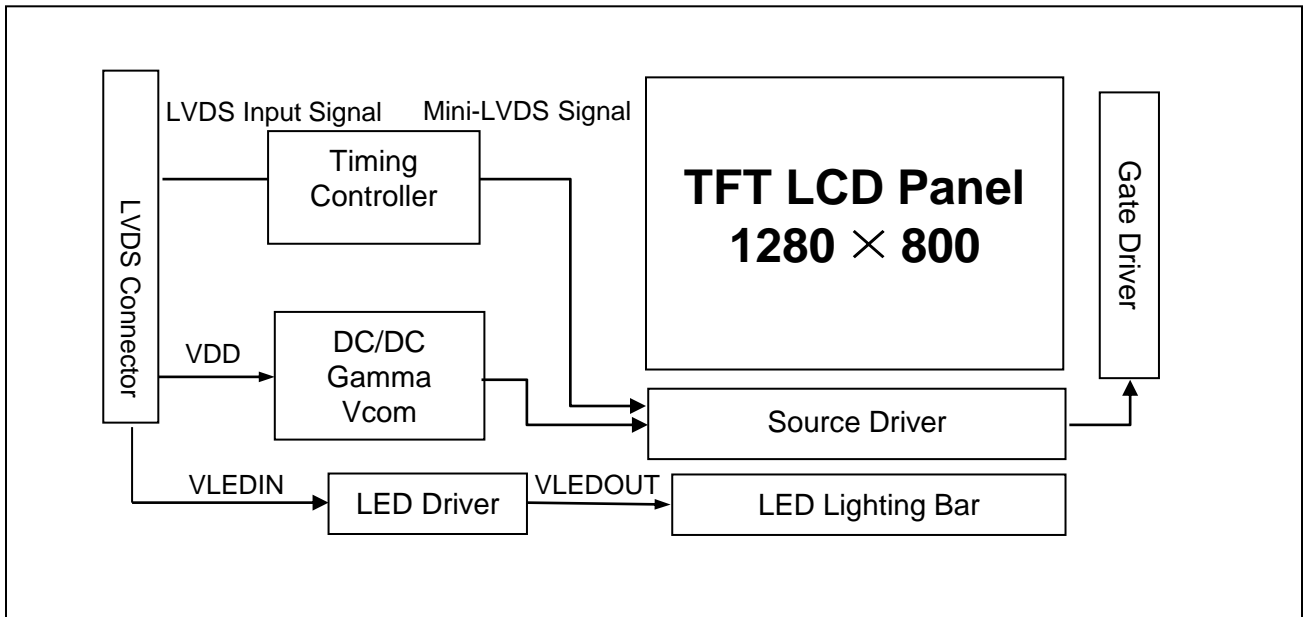 LVDS Connector
LVDS Input Signal
Mini-LVDS Signal
Timing
Controller
TFT LCD Panel
1280 × 800
Gate Driver
VDD
DC/DC
Gamma
Vcom
Source Driver
VLEDIN
LED Driver
VLEDOUT
LED Lighting Bar